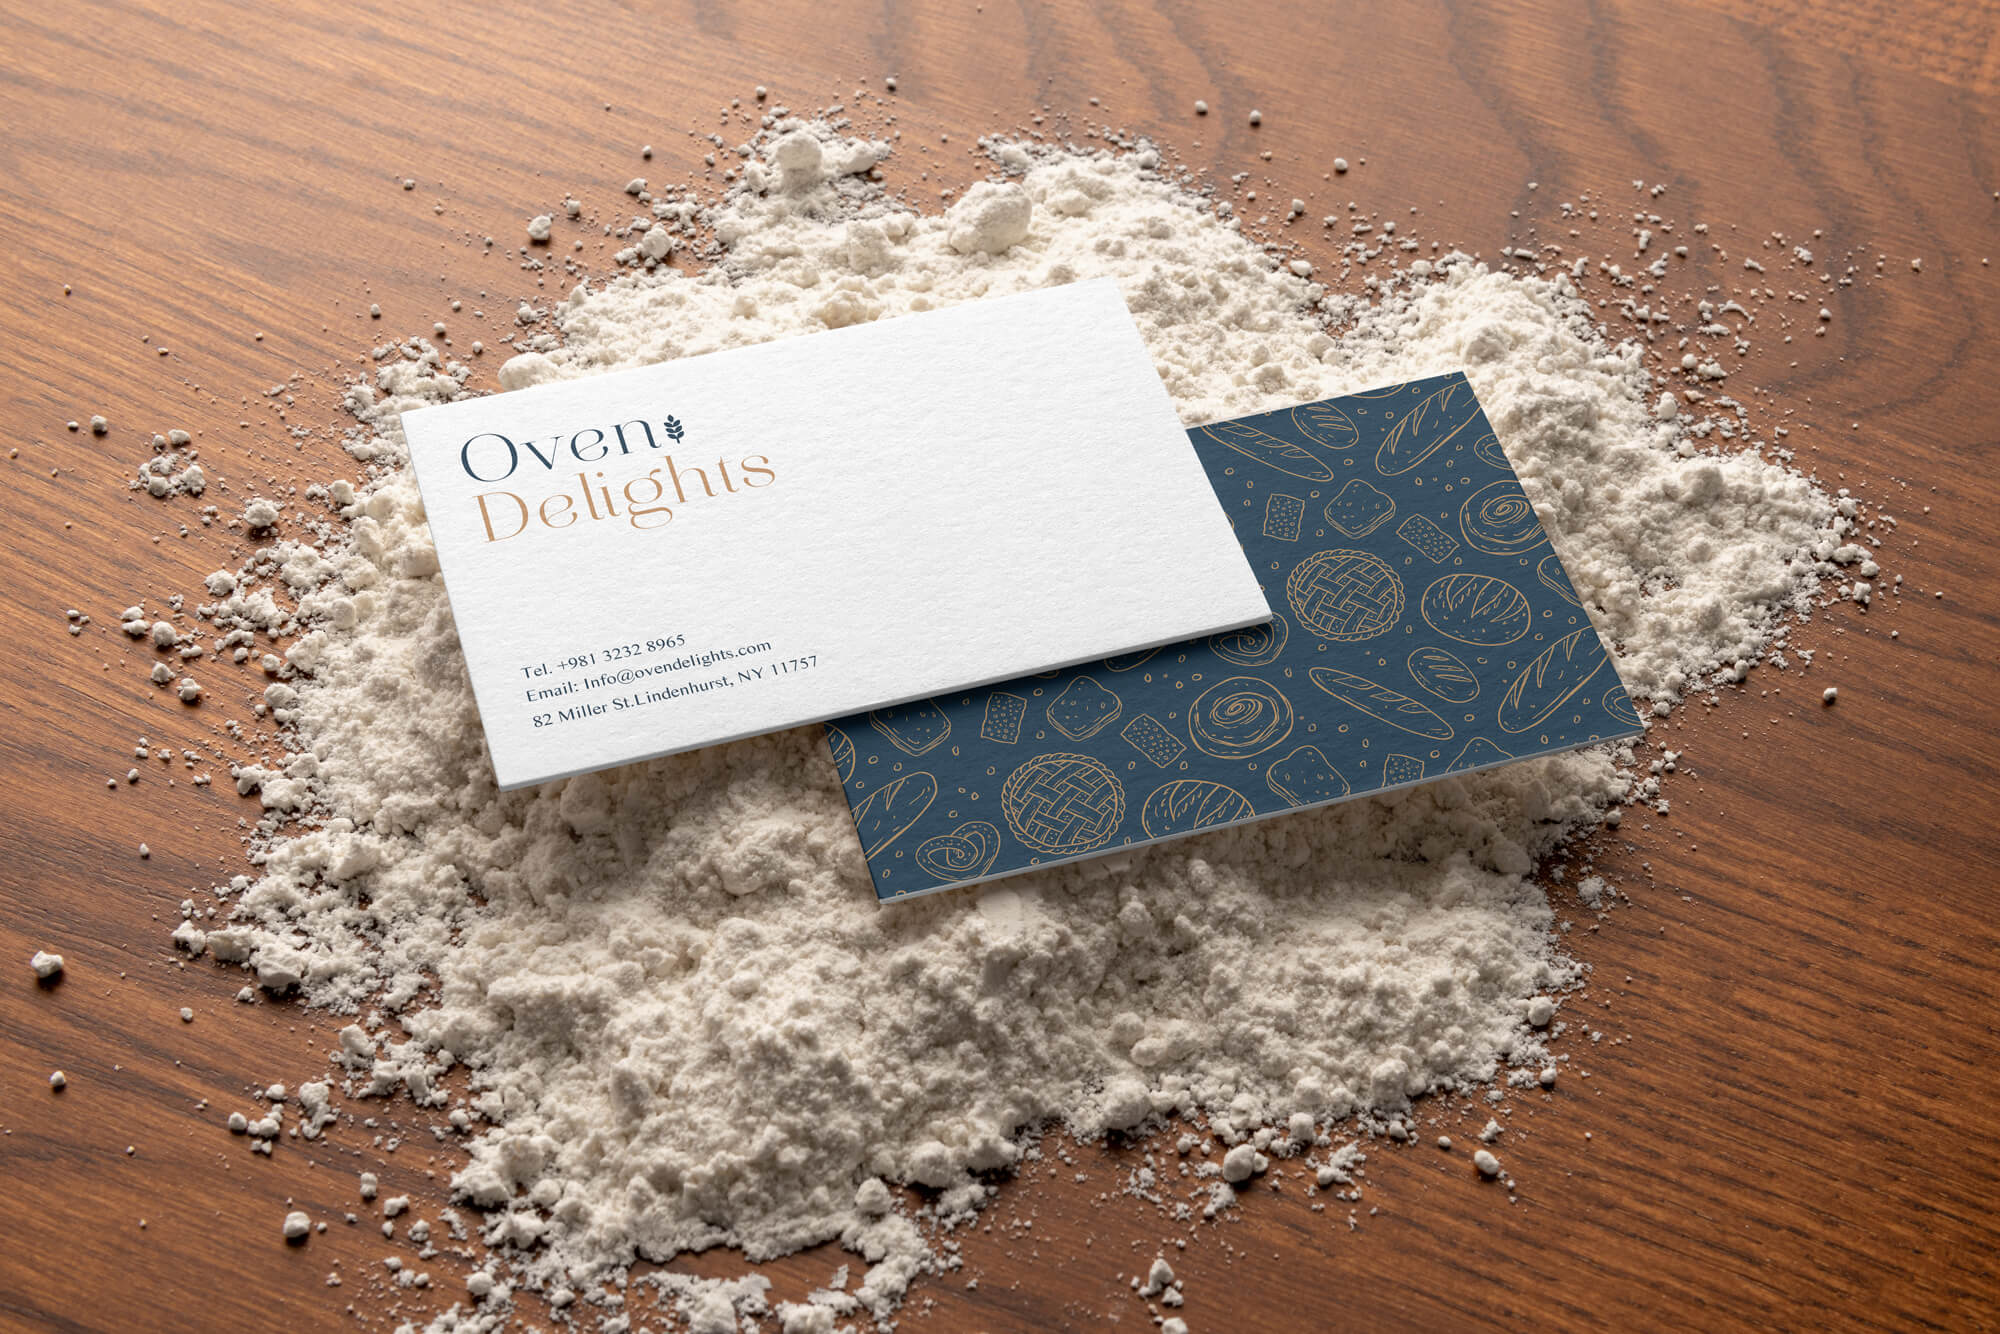 Oven
Delights
Tel. +981 3232 8965
Email: Info@ovendelights.com
82 Miller St.Lindenhurst, NY 11757